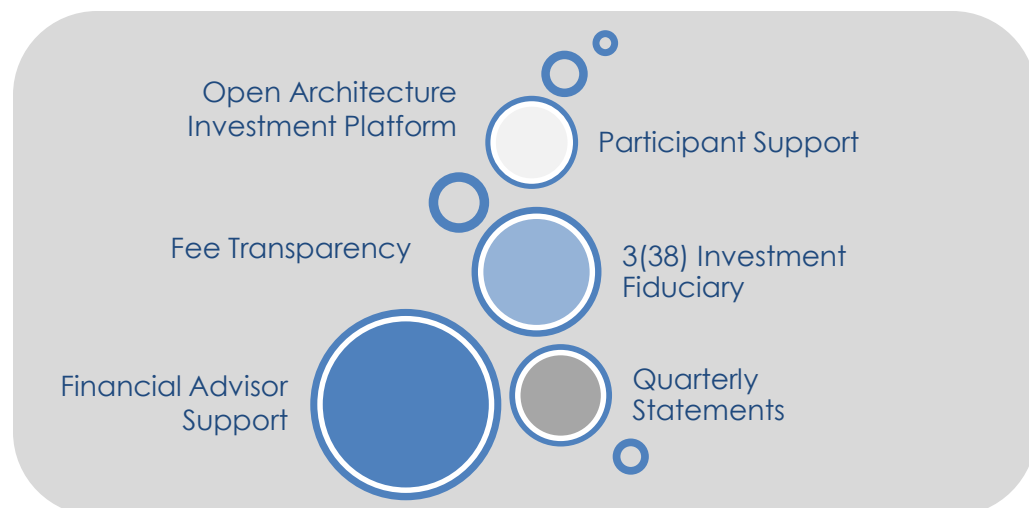 Open Architecture
Investment Platform
Participant Support
Fee Transparency
3(38) Investment
Fiduciary
Financial Advisor
Support
Quarterly
Statements